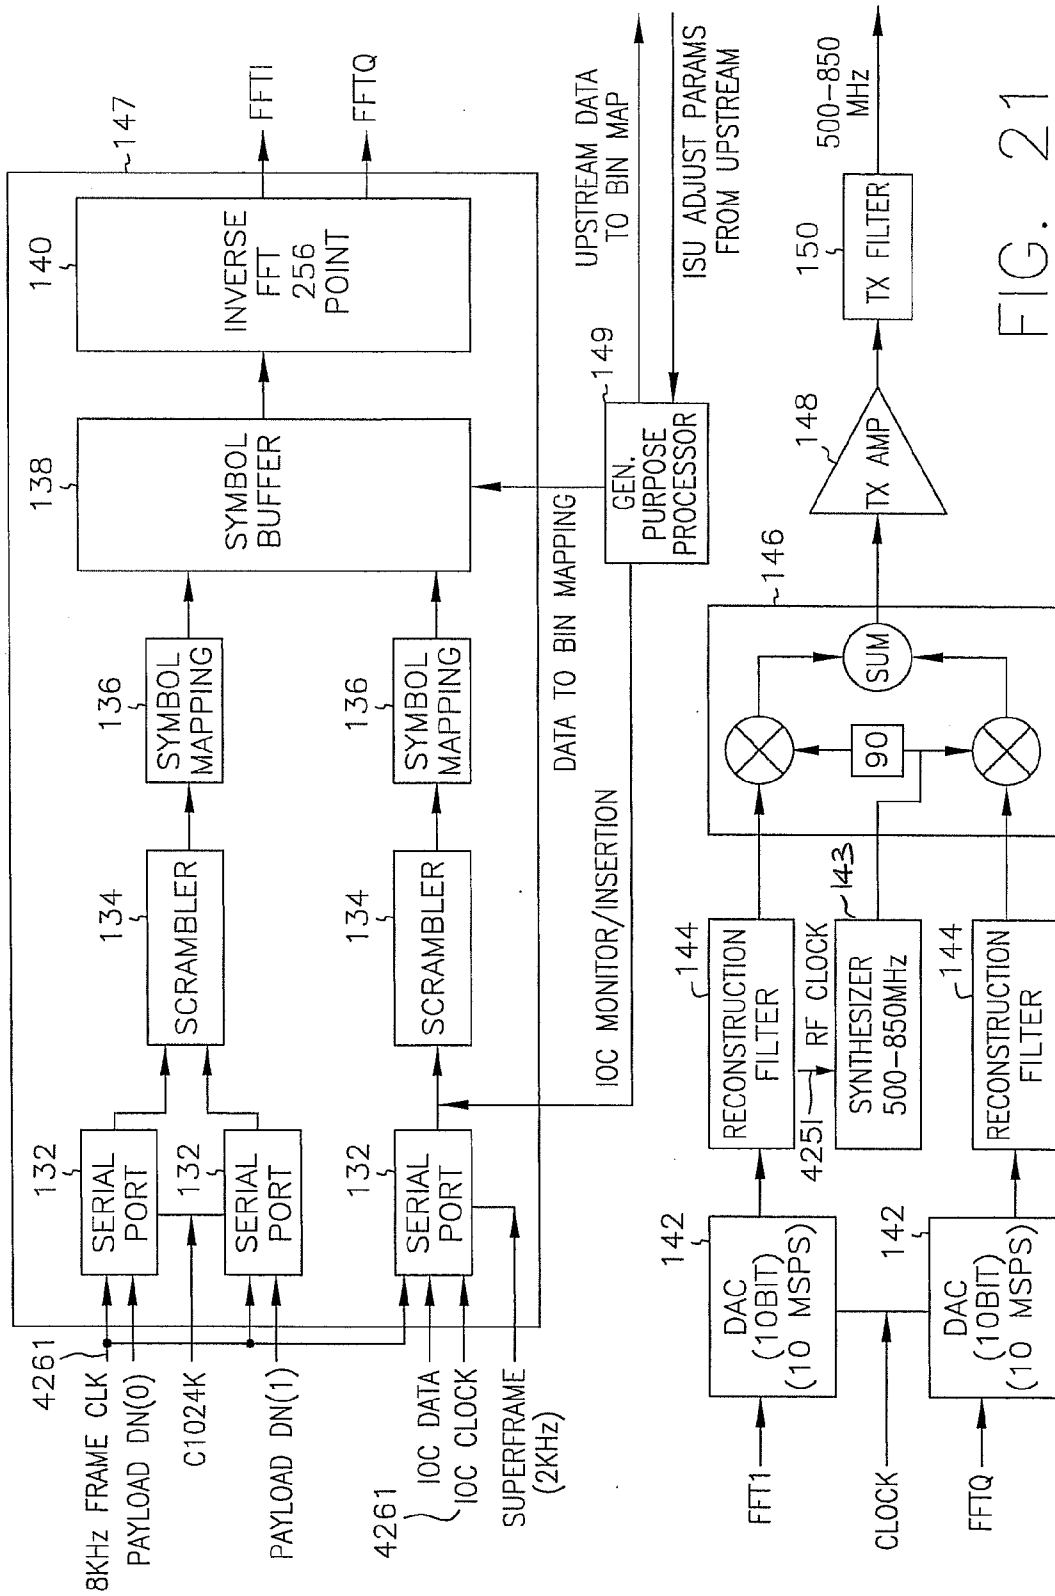 8KHz FRAME CLK
4261
PAYLOAD DN(0)
C1024K
PAYLOAD DN(1)
4261
IOC DATA
IOC CLOCK
SUPERFRAME
(2KHz)
132
SERIAL
PORT
132
SERIAL
PORT
132
SERIAL
PORT
134
SCRAMBLER
134
SCRAMBLER
136
SYMBOL
MAPPING
136
SYMBOL
MAPPING
138
SYMBOL
BUFFER
140
INVERSE
FFT
256
POINT
147
FFTI
FFTQ
IOC MONITOR/INSERTION
DATA TO BIN MAPPING
149
GEN.
PURPOSE
PROCESSOR
UPSTREAM DATA
TO BIN MAP
ISU ADJUST PARAMS
FROM UPSTREAM
FFT1
CLOCK
FFTQ
142
DAC
(10BIT)
(10 MSPS)
142
DAC
(10BIT)
(10 MSPS)
144
RECONSTRUCTION
FILTER
4251
RF CLOCK
143
SYNTHESIZER
500-850MHz
144
RECONSTRUCTION
FILTER
146
90
SUM
148
TX AMP
150
TX FILTER
500-850
MHz
FIG. 21